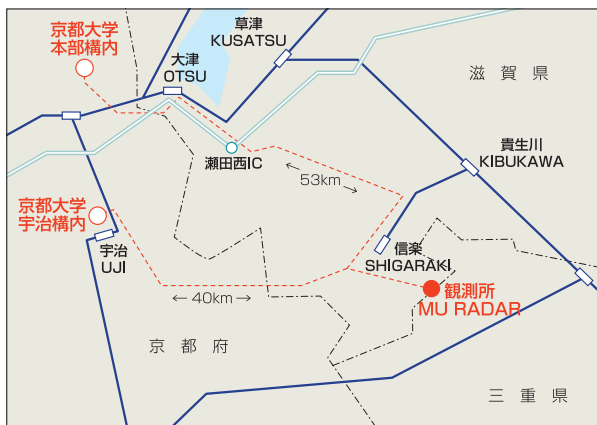 京都大学
本部構内
大津
OTSU
草津
KUSATSU
滋賀県
瀬田西IC
貴生川
KIBUKAWA
53km
京都大学
宇治構内
宇治
UJI
信楽
SHIGARAKI
観測所
MU RADAR
40km
京都府
三重県